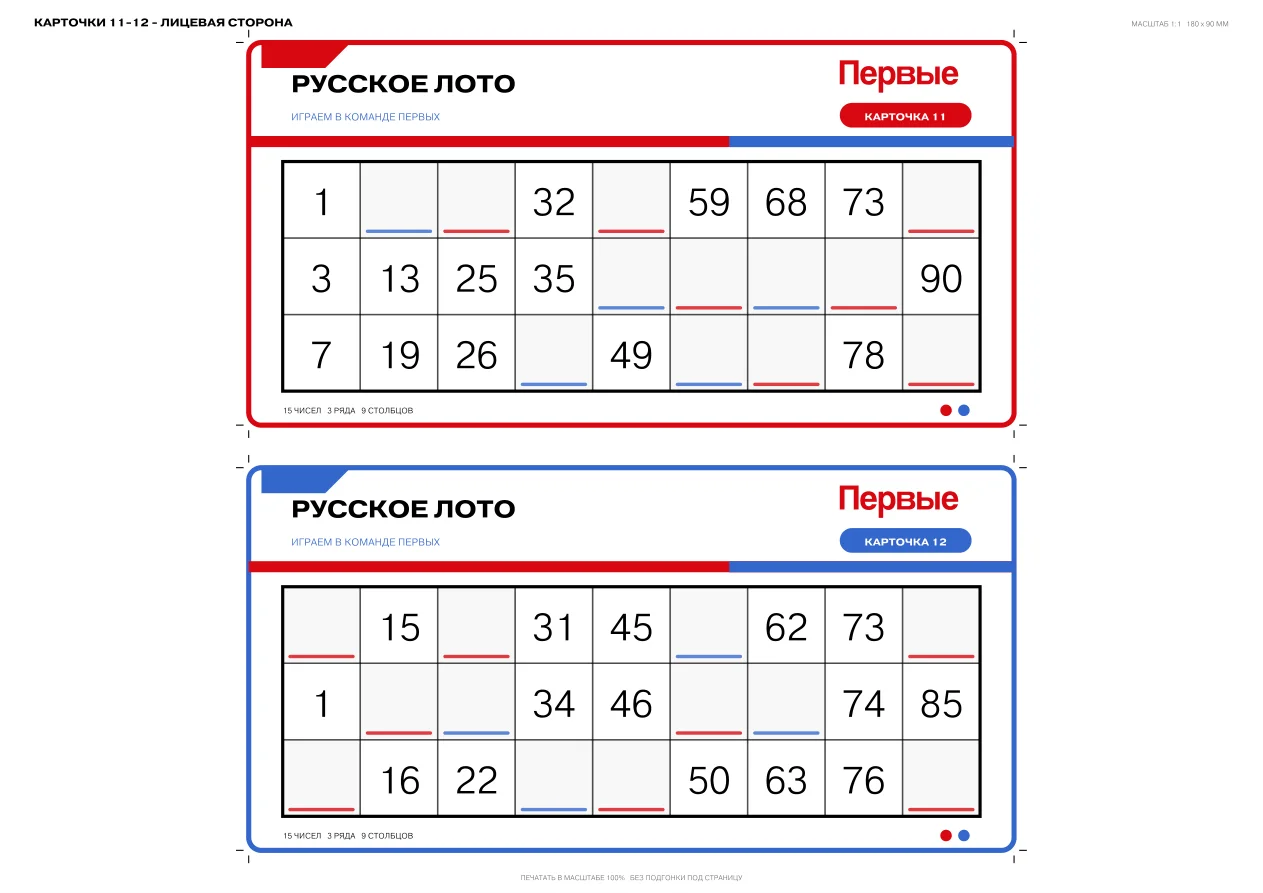 КАРТОЧКИ 11-12 - ЛИЦЕВАЯ СТОРОНА
МАСШТАБ 1:1 180 x 90 ММ
Первые
РУССКОЕ ЛОТО
ИГРАЕМ В КОМАНДЕ ПЕРВЫХ
КАРТОЧКА 11
1 32 59 68 73
3 13 25 35 90
7 19 26 49 78
15 ЧИСЕЛ 3 РЯДА 9 СТОЛБЦОВ
Первые
РУССКОЕ ЛОТО
ИГРАЕМ В КОМАНДЕ ПЕРВЫХ
КАРТОЧКА 12
15 31 45 62 73
1 34 46 74 85
16 22 50 63 76
15 ЧИСЕЛ 3 РЯДА 9 СТОЛБЦОВ
ПЕЧАТАТЬ В МАСШТАБЕ 100% БЕЗ ПОДГОНКИ ПОД СТРАНИЦУ